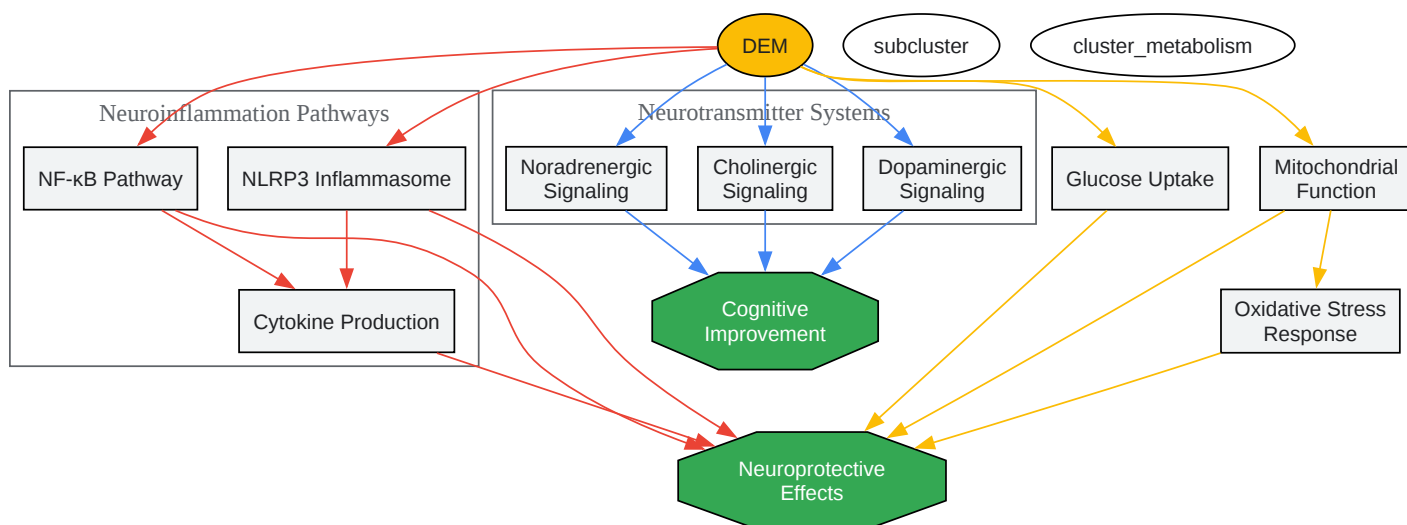 DEM
subcluster
cluster_metabolism
Neuroinflammation Pathways
Neurotransmitter Systems
NF-κB Pathway
NLRP3 Inflammasome
Noradrenergic
Signaling
Cholinergic
Signaling
Dopaminergic
Signaling
Glucose Uptake
Mitochondrial
Function
Cytokine Production
Cognitive
Improvement
Oxidative Stress
Response
Neuroprotective
Effects